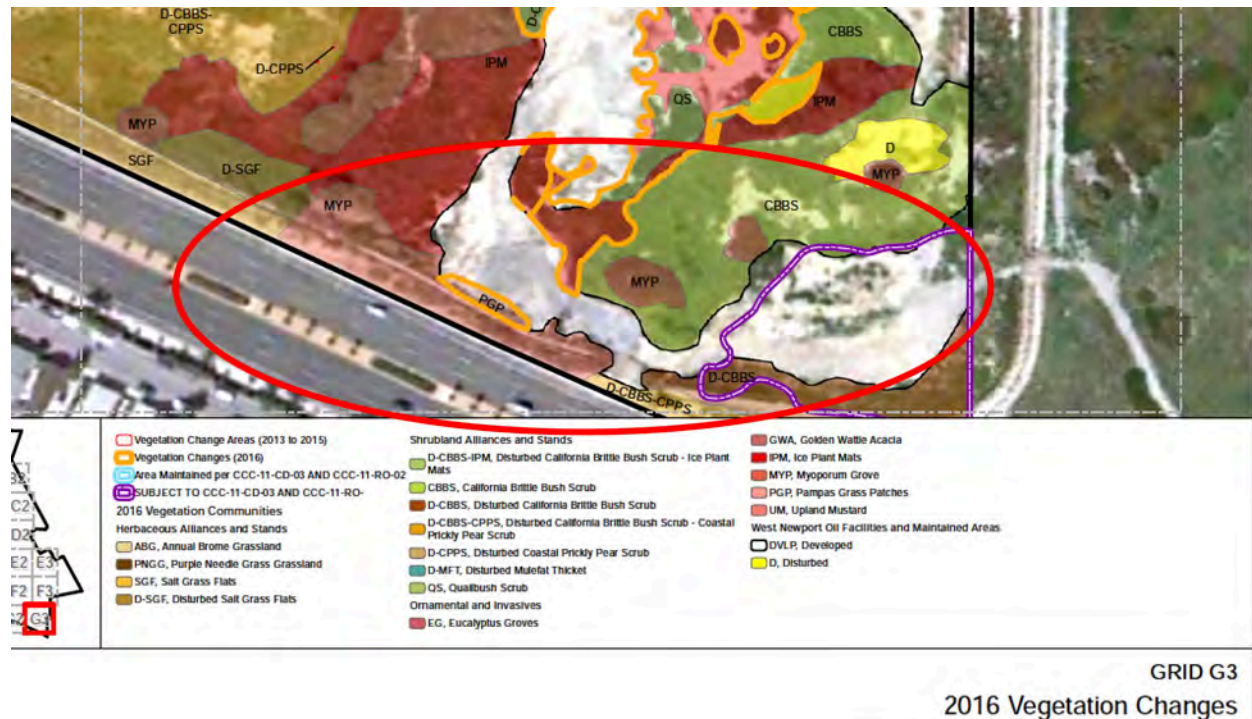 D-CBBS-
CPPS
D-C
CBBS
D-CPPS
IPM
QS
IPM
MYP
SGF
D-SGF
D
MYP
MYP
CBBS
MYP
PGP
D-CBBS
D-CBBS-CPPS
Vegetation Change Areas (2013 to 2015)
Vegetation Changes (2016)
Area Maintained per CCC-11-CD-03 AND CCC-11-RO-02
SUBJECT TO CCC-11-CD-03 AND CCC-11-RO-
2016 Vegetation Communities
Herbaceous Alliances and Stands
ABG, Annual Brome Grassland
PNGG, Purple Needle Grass Grassland
SGF, Salt Grass Flats
D-SGF, Disturbed Salt Grass Flats
Shrubland Alliances and Stands
D-CBBS-IPM, Disturbed California Brittle Bush Scrub - Ice Plant
Mats
CBBS, California Brittle Bush Scrub
D-CBBS, Disturbed California Brittle Bush Scrub
D-CBBS-CPPS, Disturbed California Brittle Bush Scrub - Coastal
Prickly Pear Scrub
D-CPPS, Disturbed Coastal Prickly Pear Scrub
D-MFT, Disturbed Mulefat Thicket
QS, Quailbush Scrub
Ornamental and Invasives
EG, Eucalyptus Groves
GWA, Golden Wattle Acacia
IPM, Ice Plant Mats
MYP, Myoporum Grove
PGP, Pampas Grass Patches
UM, Upland Mustard
West Newport Oil Facilities and Maintained Areas
DVLP, Developed
D, Disturbed
C2
D2
E2 E3
F2 F3
G3
GRID G3
2016 Vegetation Changes